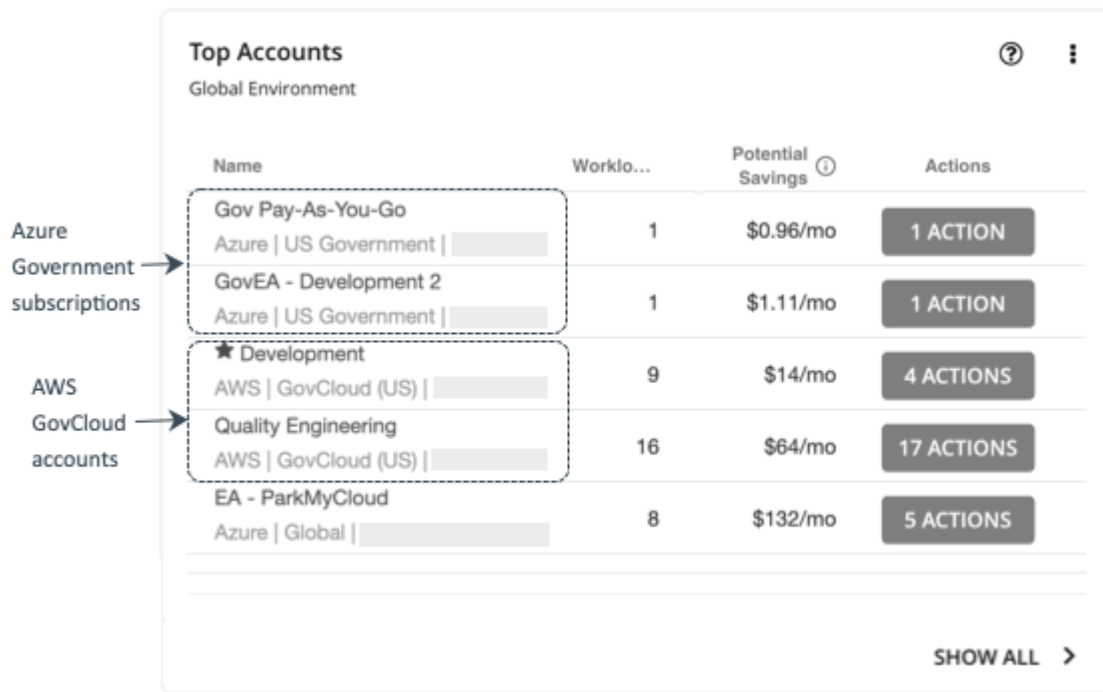 Top Accounts
Global Environment
Name Worklo... Potential Savings Actions
Azure Government subscriptions
Gov Pay-As-You-Go 1 $0.96/mo 1 ACTION
Azure | US Government |
GovEA - Development 2 1 $1.11/mo 1 ACTION
Azure | US Government |
AWS GovCloud accounts
Development 9 $14/mo 4 ACTIONS
AWS | GovCloud (US) |
Quality Engineering 16 $64/mo 17 ACTIONS
AWS | GovCloud (US) |
EA - ParkMyCloud 8 $132/mo 5 ACTIONS
Azure | Global |
SHOW ALL